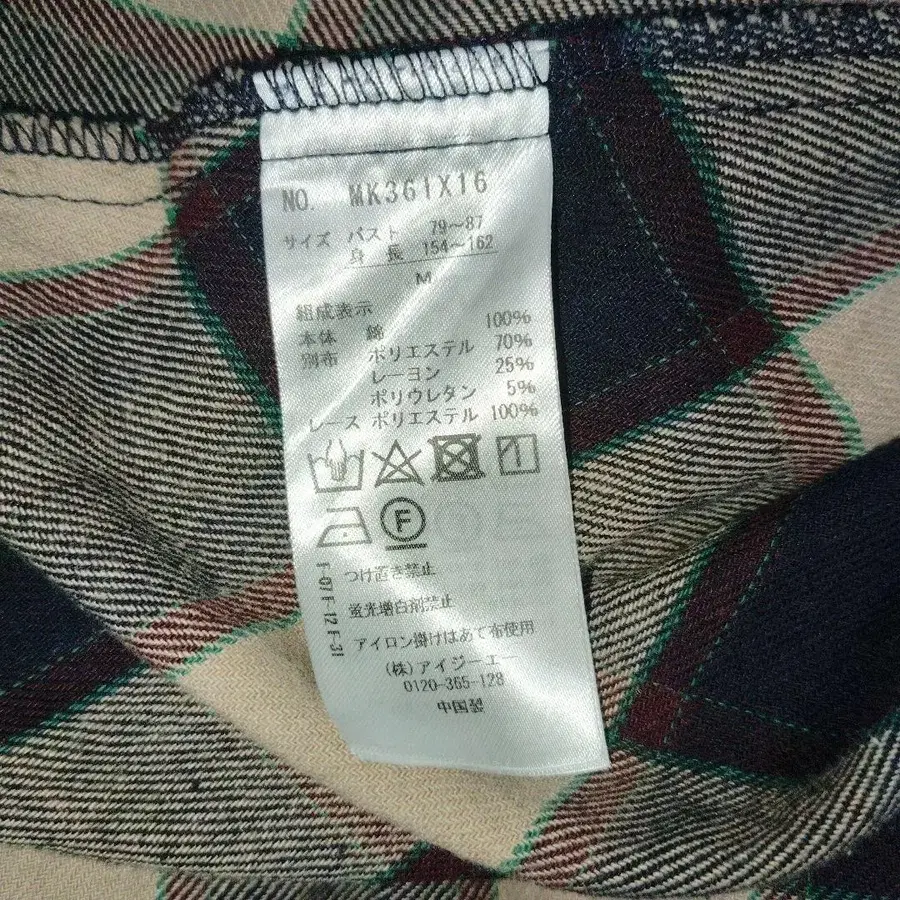 NO. MK361X16
サイズ バスト 79〜87
身長 154〜162
M
組成表示
本体 綿 100%
別布 ポリエステル 70%
レーヨン 25%
ポリウレタン 5%
レース ポリエステル 100%
F
つけ置き禁止
蛍光増白剤禁止
アイロン掛けはあて布使用
(株)アイジーエー
0120-365-128
中国製
F-07 F-12 F-31